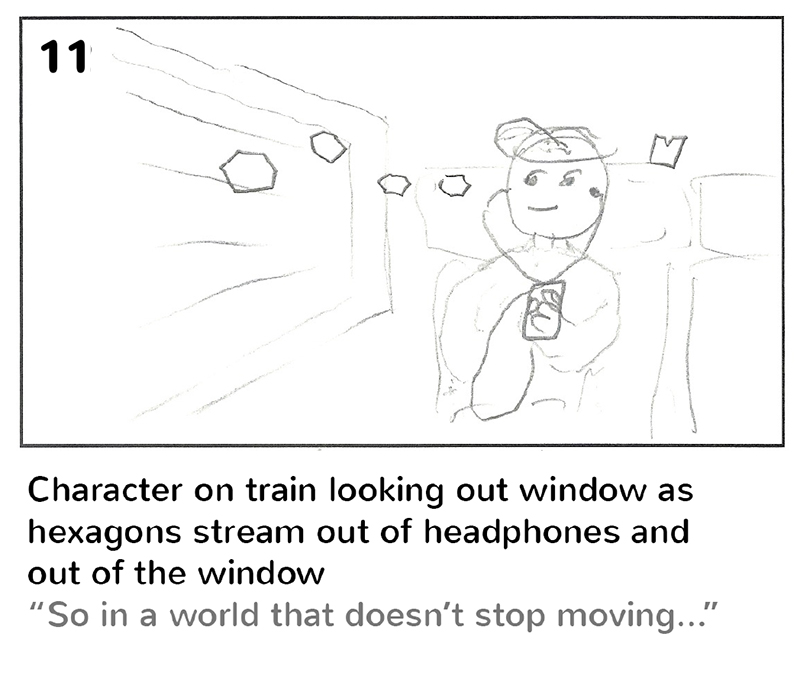 11
Character on train looking out window as
hexagons stream out of headphones and
out of the window
“So in a world that doesn’t stop moving...”